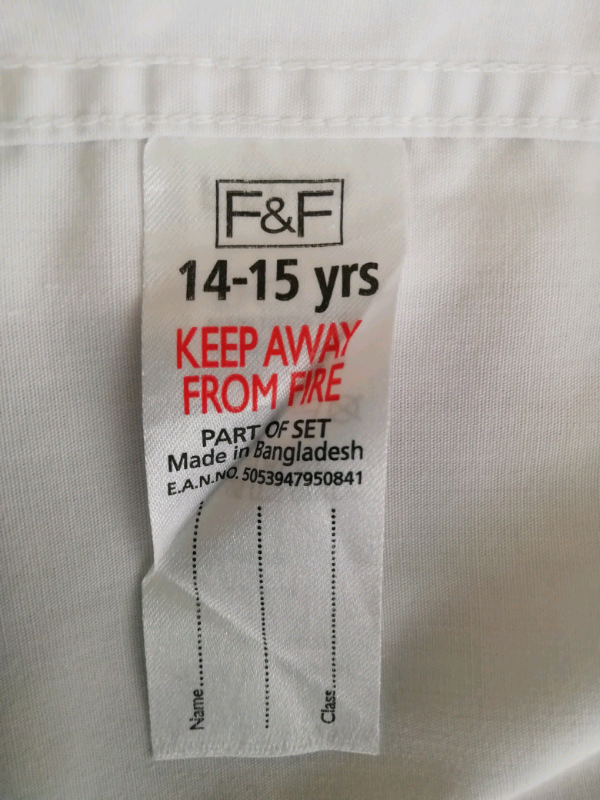 F&F
14-15 yrs
KEEP AWAY
FROM FIRE
PART OF SET
Made in Bangladesh
E.A.N.NO. 5053947950841
Name
Class